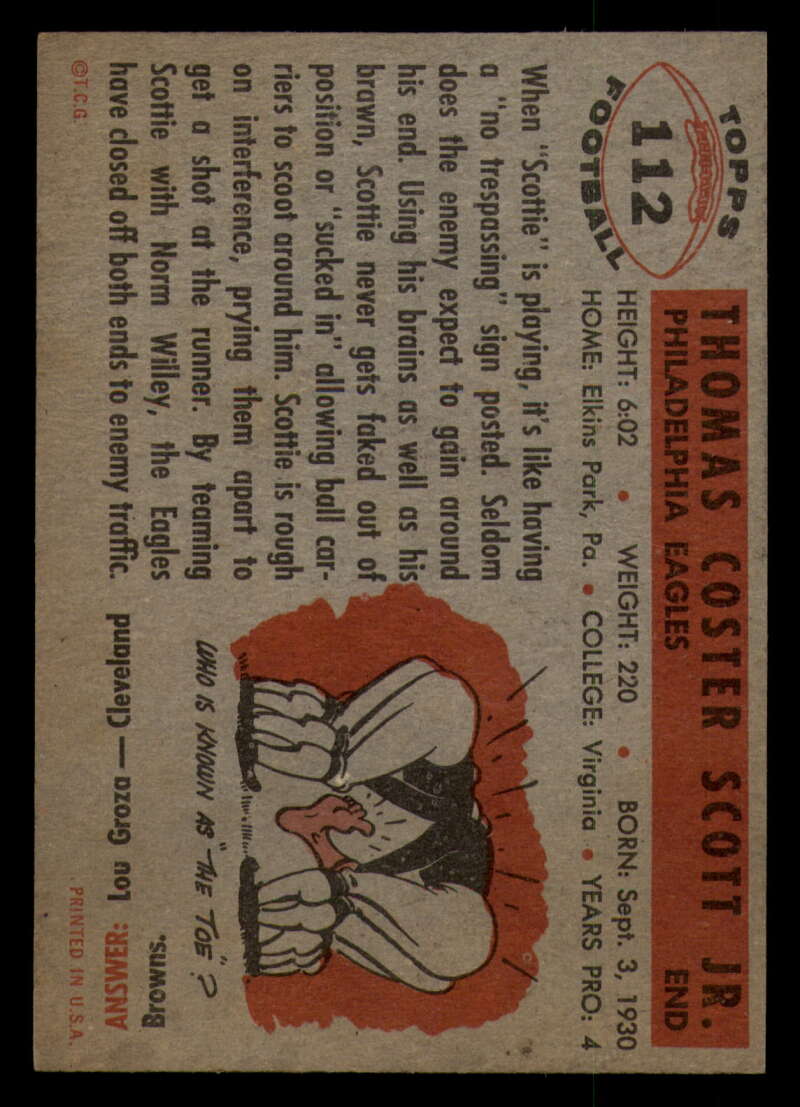 TOPPS
112
FOOTBALL
THOMAS COSTER SCOTT JR.
PHILADELPHIA EAGLES END
HEIGHT: 6:02 • WEIGHT: 220 • BORN: Sept. 3, 1930
HOME: Elkins Park, Pa. • COLLEGE: Virginia • YEARS PRO: 4
When "Scottie" is playing, it's like having
a "no trespassing" sign posted. Seldom
does the enemy expect to gain around
his end. Using his brains as well as his
brawn, Scottie never gets faked out of
position or "sucked in" allowing ball car-
riers to scoot around him. Scottie is rough
on interference, prying them apart to
get a shot at the runner. By teaming
Scottie with Norm Willey, the Eagles
have closed off both ends to enemy traffic.
WHO IS KNOWN AS "THE TOE"?
ANSWER: Lou Groza—Cleveland
Browns.
©T.C.G.
PRINTED IN U.S.A.